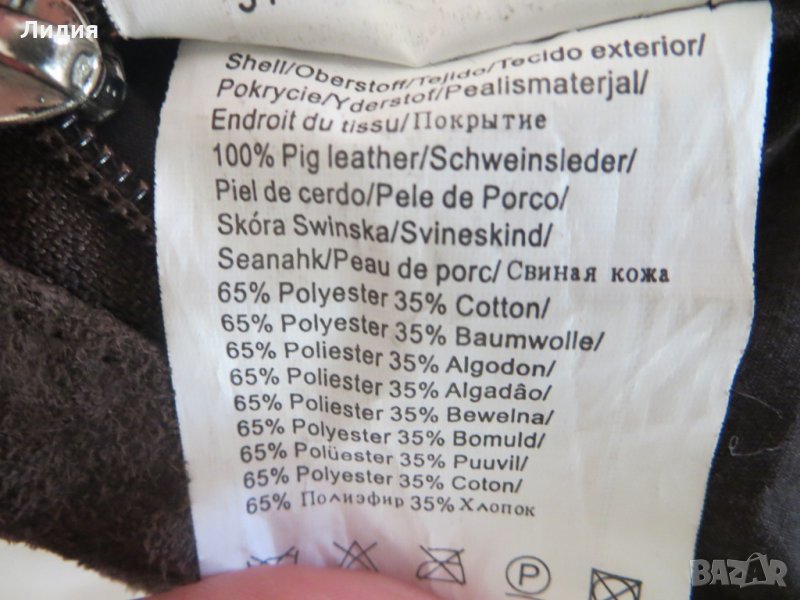 Лидия
Shell/Oberstoff/Tejido/Tecido exterior/
Pokrycie/Yderstof/Pealismaterjal/
Endroit du tissu/Покрытие
100% Pig leather/Schweinsleder/
Piel de cerdo/Pele de Porco/
Skóra Swinska/Svineskind/
Seanahk/Peau de porc/Свиная кожа
65% Polyester 35% Cotton/
65% Polyester 35% Baumwolle/
65% Poliester 35% Algodon/
65% Poliester 35% Algadâo/
65% Poliester 35% Bewelna/
65% Polyester 35% Bomuld/
65% Polüester 35% Puuvil/
65% Polyester 35% Coton/
65% Полиэфир 35% Хлопок
P
BAZAR